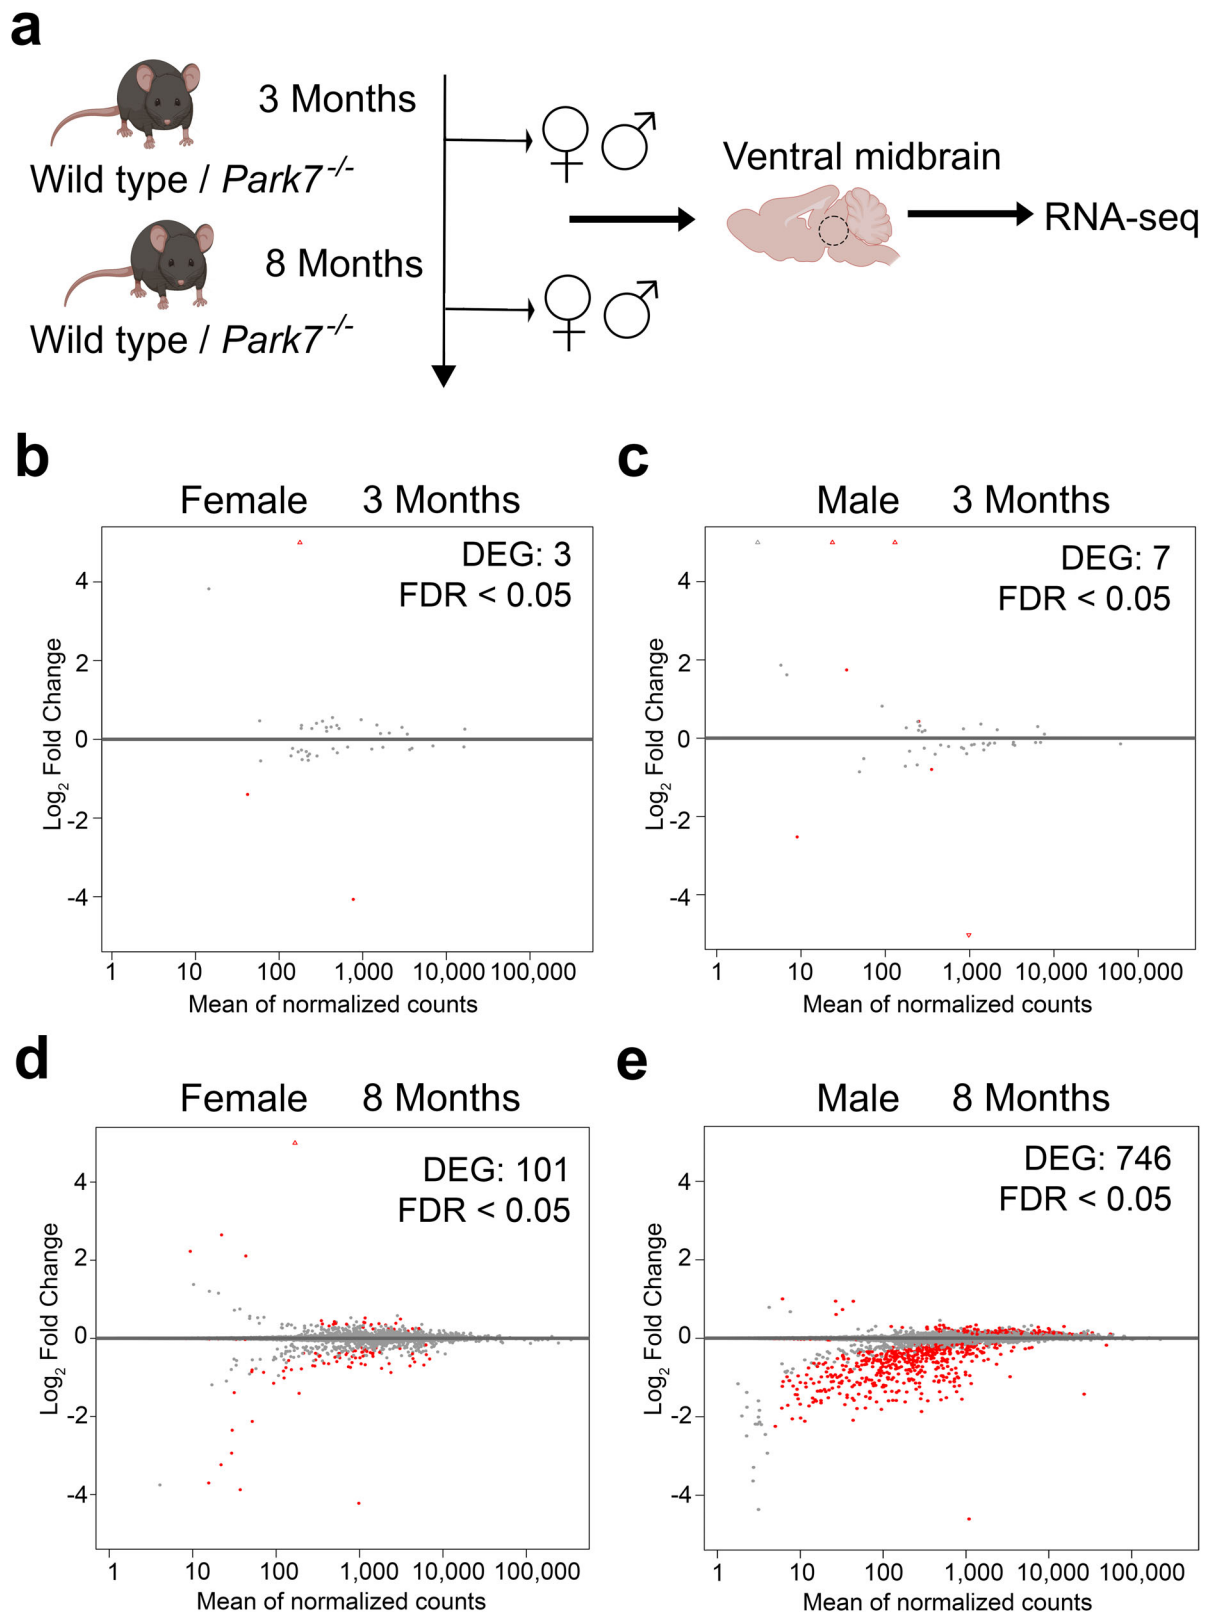 a
3 Months
Wild type / Park7-/-
8 Months
Wild type / Park7-/-
Ventral midbrain
RNA-seq
b
Female 3 Months
DEG: 3
FDR < 0.05
Log2 Fold Change
4
2
0
-2
-4
1 10 100 1,000 10,000 100,000
Mean of normalized counts
c
Male 3 Months
DEG: 7
FDR < 0.05
Log2 Fold Change
4
2
0
-2
-4
1 10 100 1,000 10,000 100,000
Mean of normalized counts
d
Female 8 Months
DEG: 101
FDR < 0.05
Log2 Fold Change
4
2
0
-2
-4
1 10 100 1,000 10,000 100,000
Mean of normalized counts
e
Male 8 Months
DEG: 746
FDR < 0.05
Log2 Fold Change
4
2
0
-2
-4
1 10 100 1,000 10,000 100,000
Mean of normalized counts